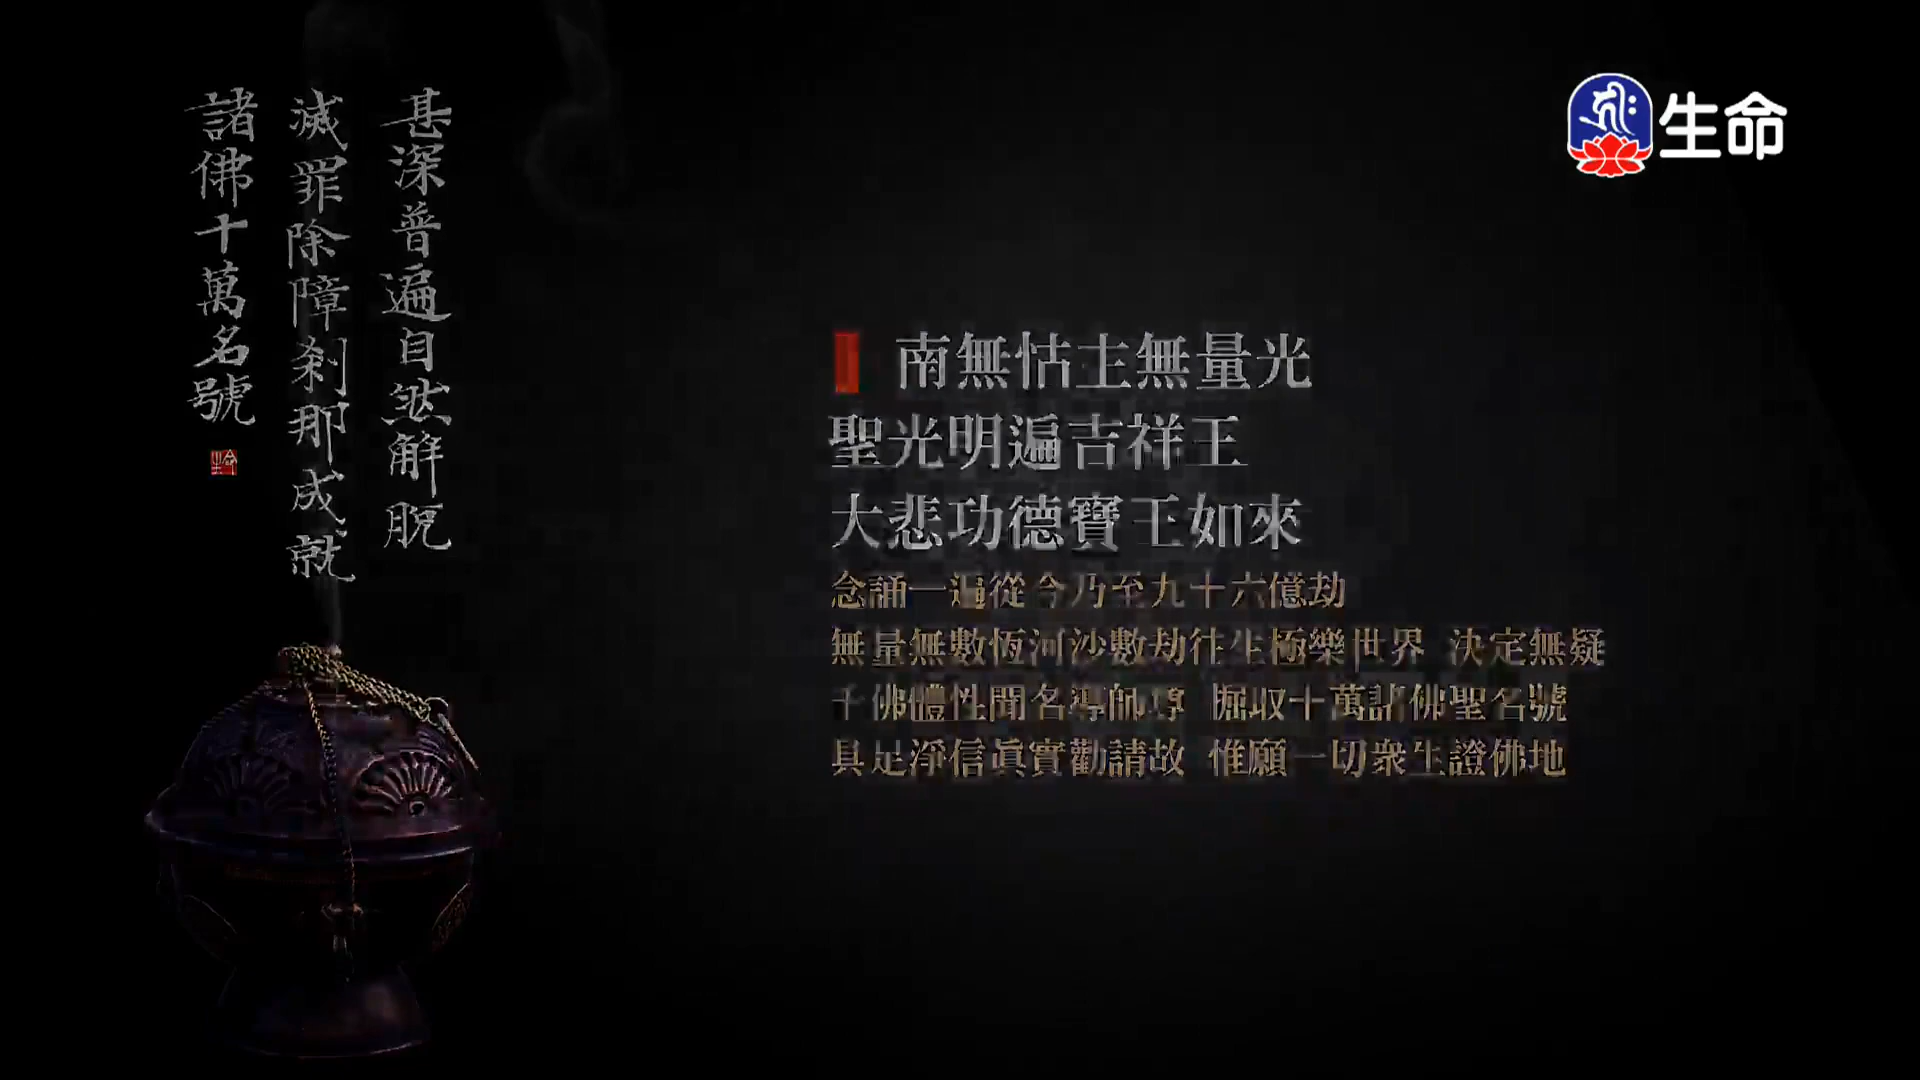 甚深普遍自然解脫
滅罪除障剎那成就
諸佛十萬名號
生命
南無怙主無量光
聖光明遍吉祥王
大悲功德寶王如來
念誦一遍從今乃至九十六億劫
無量無數恆河沙數劫往生極樂世界 決定無疑
千佛體性聞名導師尊 掘取十萬諸佛聖名號
具足淨信眞實勸請故 惟願一切衆生證佛地